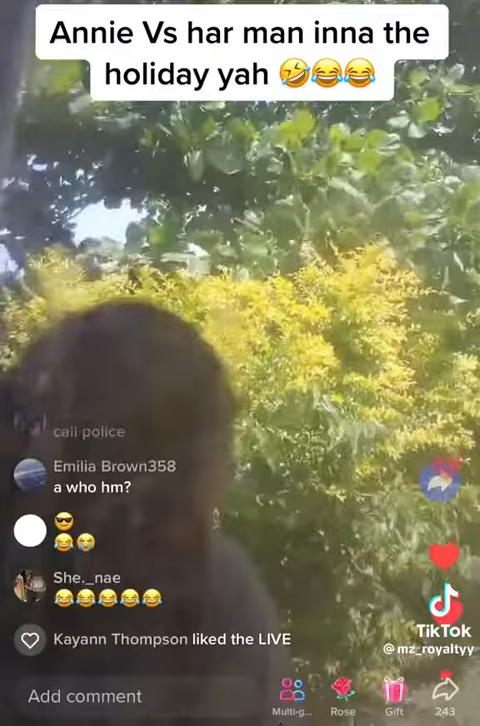 Annie Vs har man inna the
holiday yah 🤣😂😂
call police
Emilia Brown358
a who hm?
😎
😂😭
She._nae
😂😂😂😂😂
Kayann Thompson liked the LIVE
TikTok
@mz_royaltyy
Add comment
Multi-g...
Rose
Gift
243